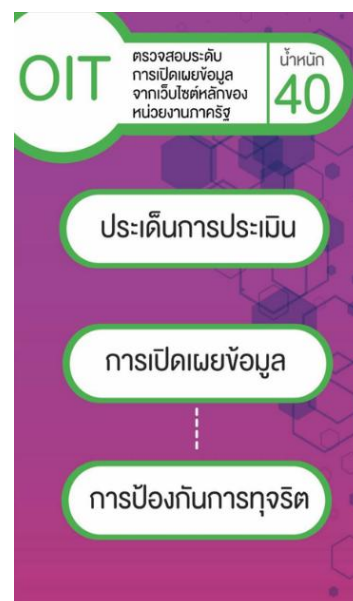 OIT
ตรวจสอบระดับ
การเปิดเผยข้อมูล
จากเว็บไซต์หลักของ
หน่วยงานภาครัฐ
น้ำหนัก
40
ประเด็นการประเมิน
การเปิดเผยข้อมูล
การป้องกันการทุจริต